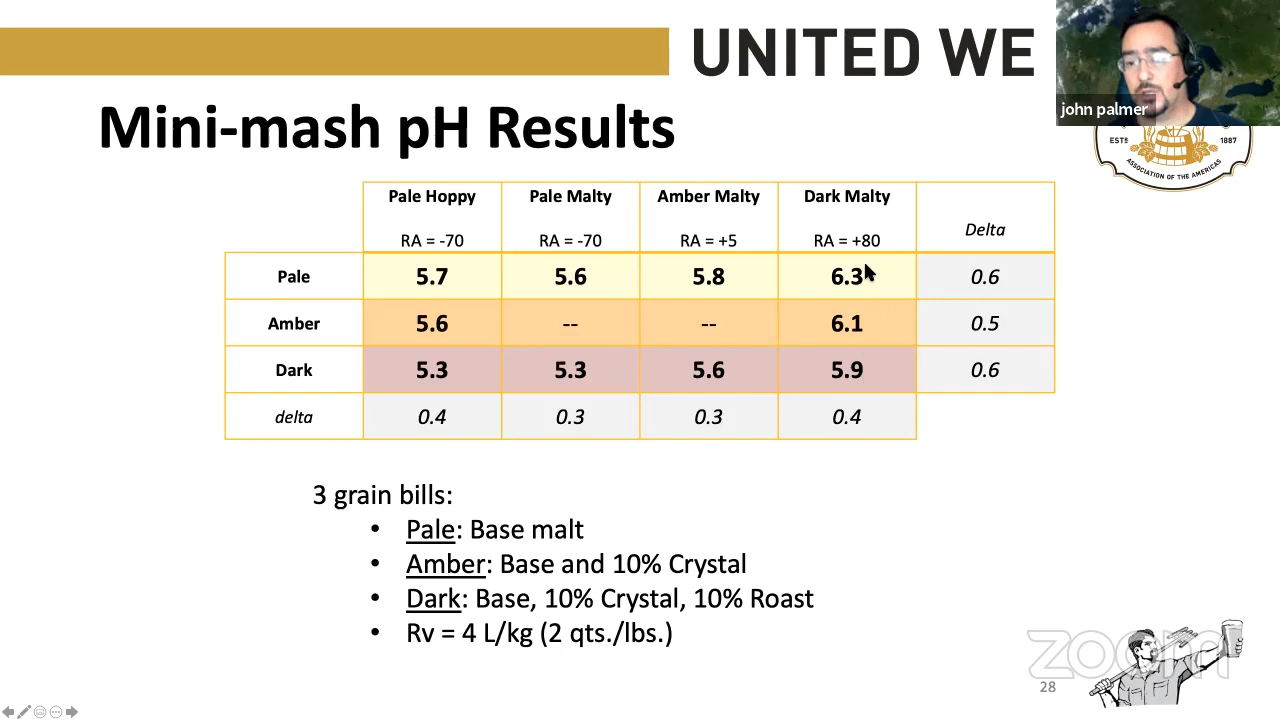 UNITED WE
john palmer
Mini-mash pH Results
ESTB
1887
ASSOCIATION OF THE AMERICAS
Pale Hoppy Pale Malty Amber Malty Dark Malty
RA = -70 RA = -70 RA = +5 RA = +80 Delta
Pale 5.7 5.6 5.8 6.3 0.6
Amber 5.6 -- -- 6.1 0.5
Dark 5.3 5.3 5.6 5.9 0.6
delta 0.4 0.3 0.3 0.4
3 grain bills:
• Pale: Base malt
• Amber: Base and 10% Crystal
• Dark: Base, 10% Crystal, 10% Roast
• Rv = 4 L/kg (2 qts./lbs.)
zoom
28